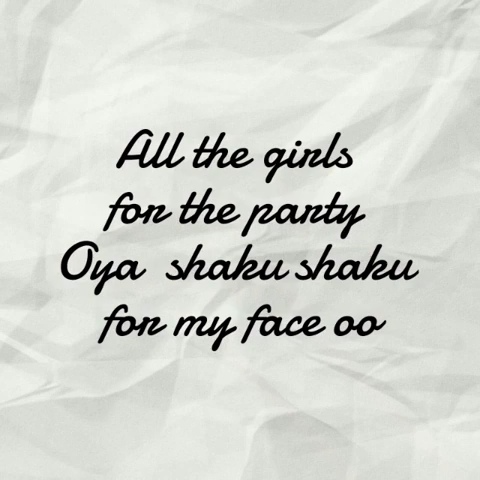 All the girls
for the party
Oya shaku shaku
for my face oo